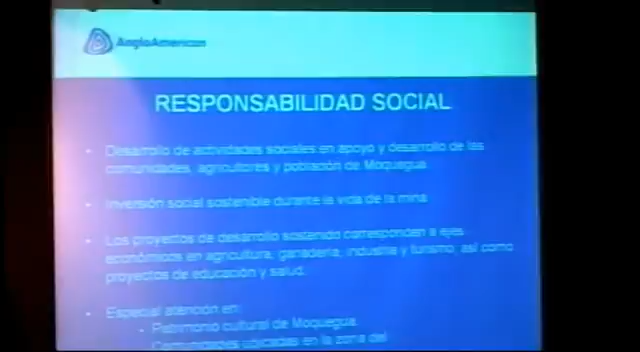 AngloAmerican
RESPONSABILIDAD SOCIAL
• Desarrollo de actividades sociales en apoyo y desarrollo de las
comunidades, agricultores y población de Moquegua.
• Inversión social sostenible durante la vida de la mina
• Los proyectos de desarrollo sostenido corresponden a ejes
económicos en agricultura, ganadería, industria y turismo, así como
proyectos de educación y salud.
• Especial atención en:
- Patrimonio cultural de Moquegua
Comunidades ubicadas en la zona del